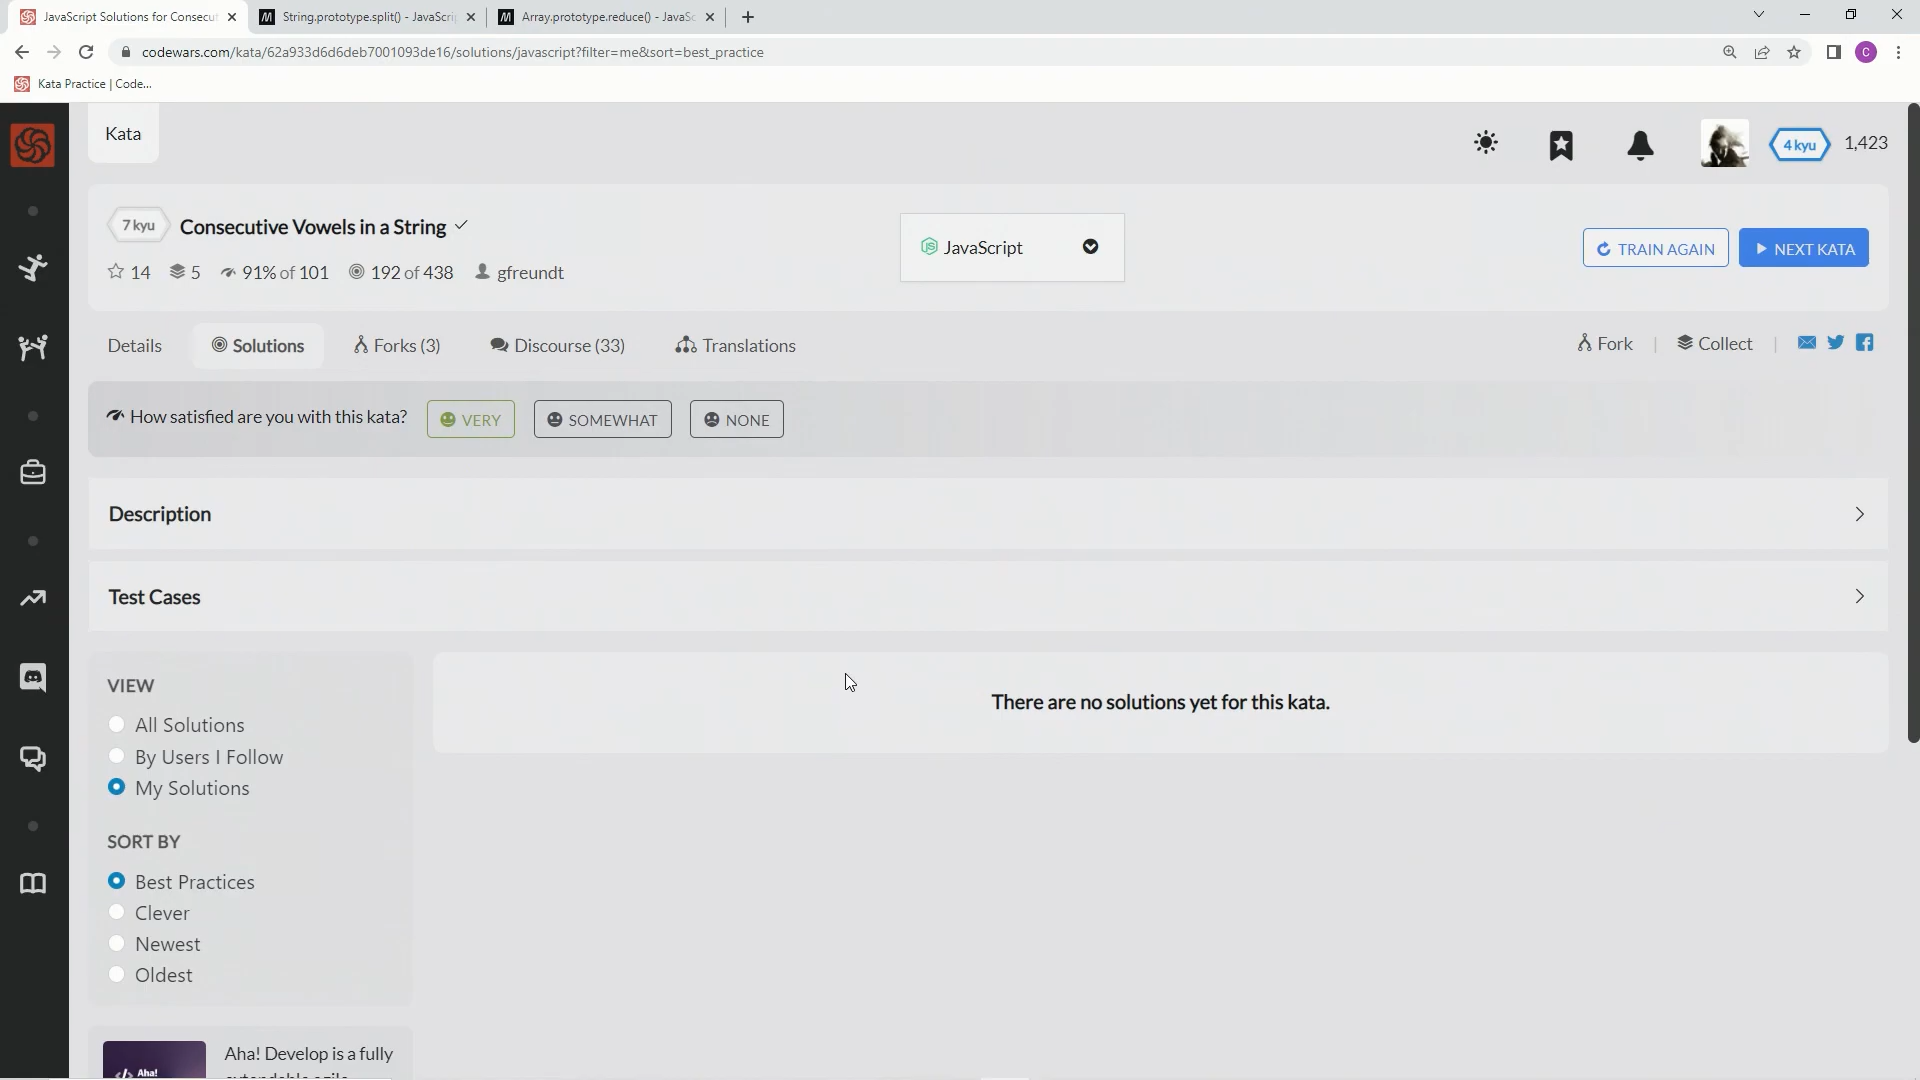 JavaScript Solutions for Consecut
String.prototype.split() - JavaScri
Array.prototype.reduce() - JavaSc
codewars.com/kata/62a933d6d6deb7001093de16/solutions/javascript?filter=me&sort=best_practice
C
Kata Practice | Code...
Kata
4 kyu
1,423
7 kyu
Consecutive Vowels in a String
14
5
91% of 101
192 of 438
gfreundt
JavaScript
TRAIN AGAIN
NEXT KATA
Details
Solutions
Forks (3)
Discourse (33)
Translations
Fork
Collect
How satisfied are you with this kata?
VERY
SOMEWHAT
NONE
Description
Test Cases
VIEW
All Solutions
By Users I Follow
My Solutions
There are no solutions yet for this kata.
SORT BY
Best Practices
Clever
Newest
Oldest
</> Aha!
Aha! Develop is a fully